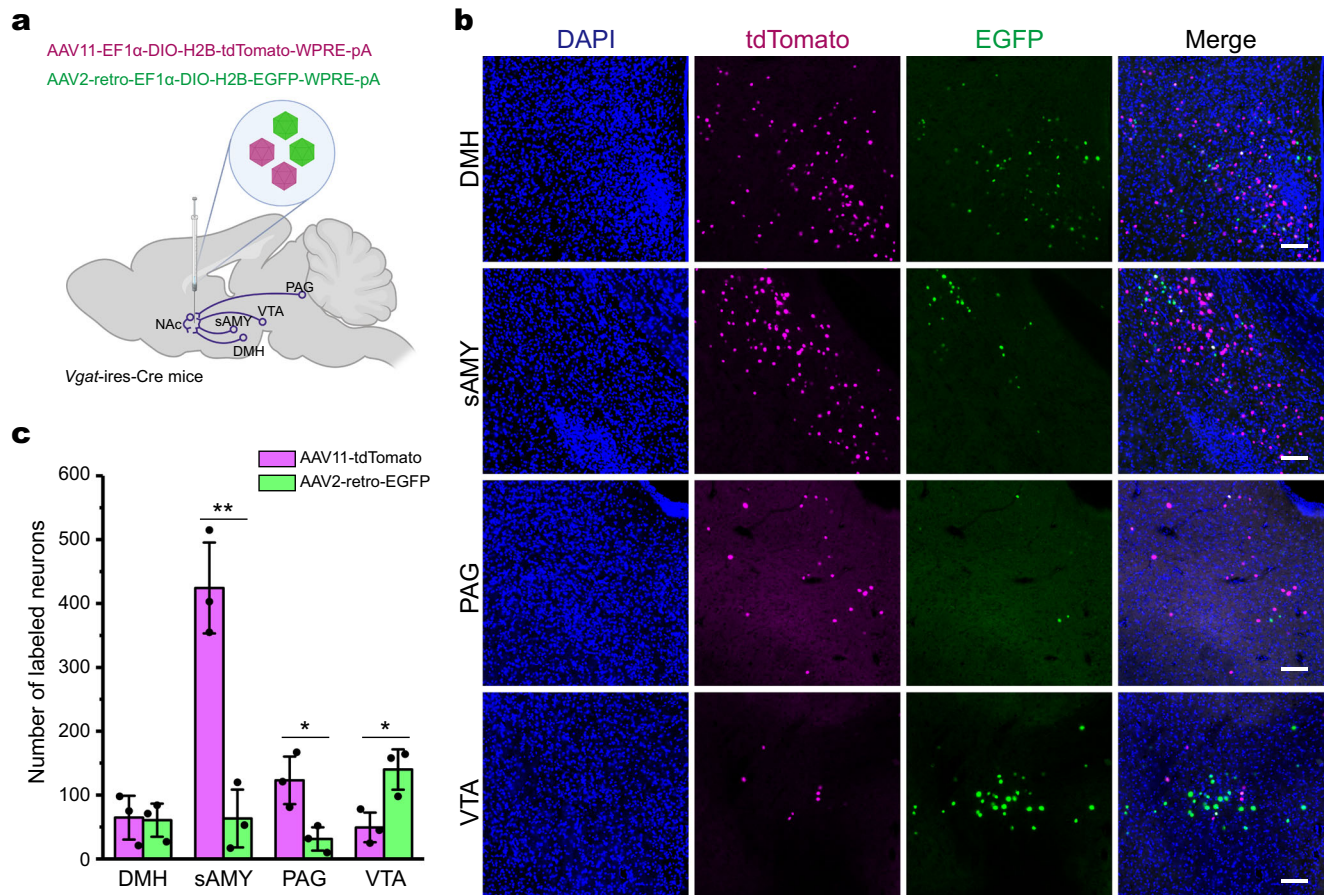 a
AAV11-EF1α-DIO-H2B-tdTomato-WPRE-pA
AAV2-retro-EF1α-DIO-H2B-EGFP-WPRE-pA
PAG
VTA
NAc
sAMY
DMH
Vgat-ires-Cre mice
b
DAPI tdTomato EGFP Merge
DMH
sAMY
PAG
VTA
c
AAV11-tdTomato
AAV2-retro-EGFP
Number of labeled neurons
600
500
400
300
200
100
0
** * *
DMH sAMY PAG VTA